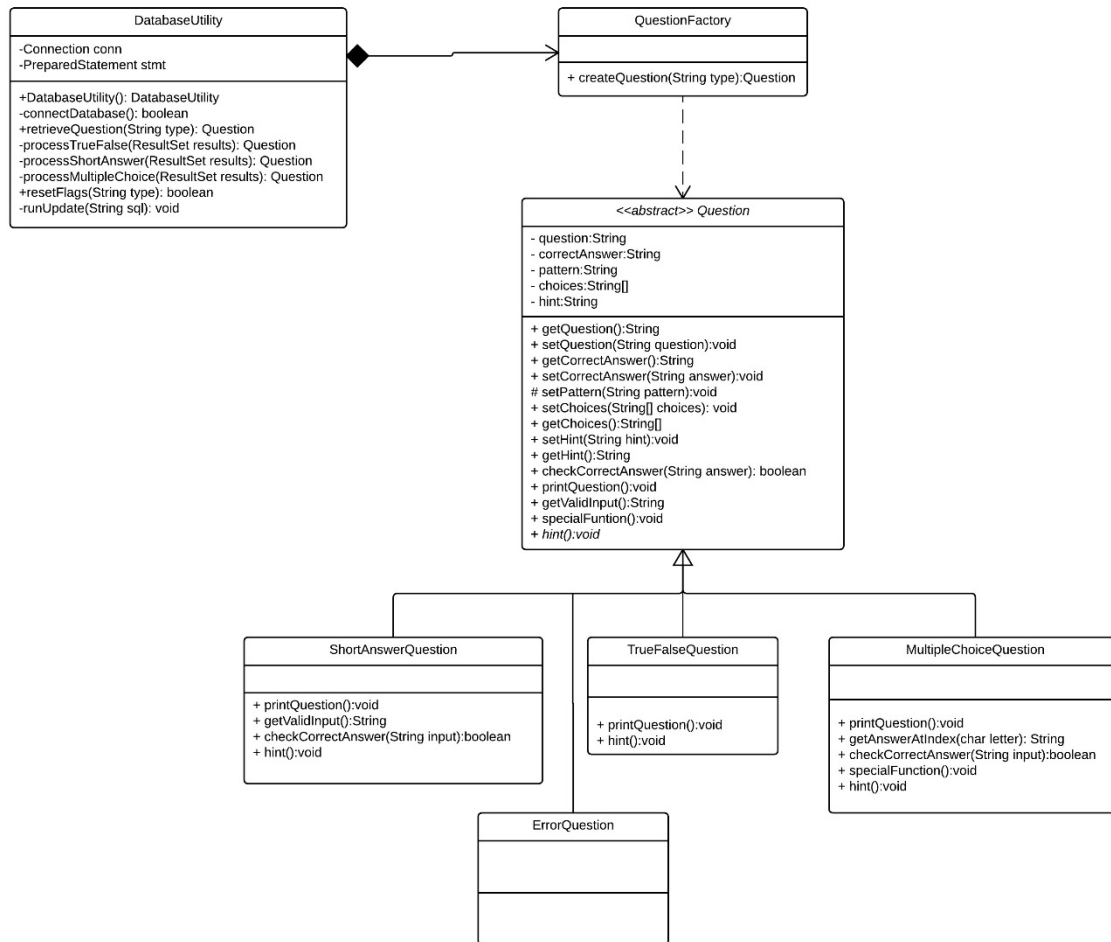 DatabaseUtility
-Connection conn
-PreparedStatement stmt
+DatabaseUtility(): DatabaseUtility
-connectDatabase(): boolean
+retrieveQuestion(String type): Question
-processTrueFalse(ResultSet results): Question
-processShortAnswer(ResultSet results): Question
-processMultipleChoice(ResultSet results): Question
+resetFlags(String type): boolean
-runUpdate(String sql): void
QuestionFactory
+ createQuestion(String type):Question
<<abstract>> Question
- question:String
- correctAnswer:String
- pattern:String
- choices:String[]
- hint:String
+ getQuestion():String
+ setQuestion(String question):void
+ getCorrectAnswer():String
+ setCorrectAnswer(String answer):void
# setPattern(String pattern):void
+ setChoices(String[] choices): void
+ getChoices():String[]
+ setHint(String hint):void
+ getHint():String
+ checkCorrectAnswer(String answer): boolean
+ printQuestion():void
+ getValidInput():String
+ specialFuntion():void
+ hint():void
ShortAnswerQuestion
+ printQuestion():void
+ getValidInput():String
+ checkCorrectAnswer(String input):boolean
+ hint():void
TrueFalseQuestion
+ printQuestion():void
+ hint():void
MultipleChoiceQuestion
+ printQuestion():void
+ getAnswerAtIndex(char letter): String
+ checkCorrectAnswer(String input):boolean
+ specialFunction():void
+ hint():void
ErrorQuestion